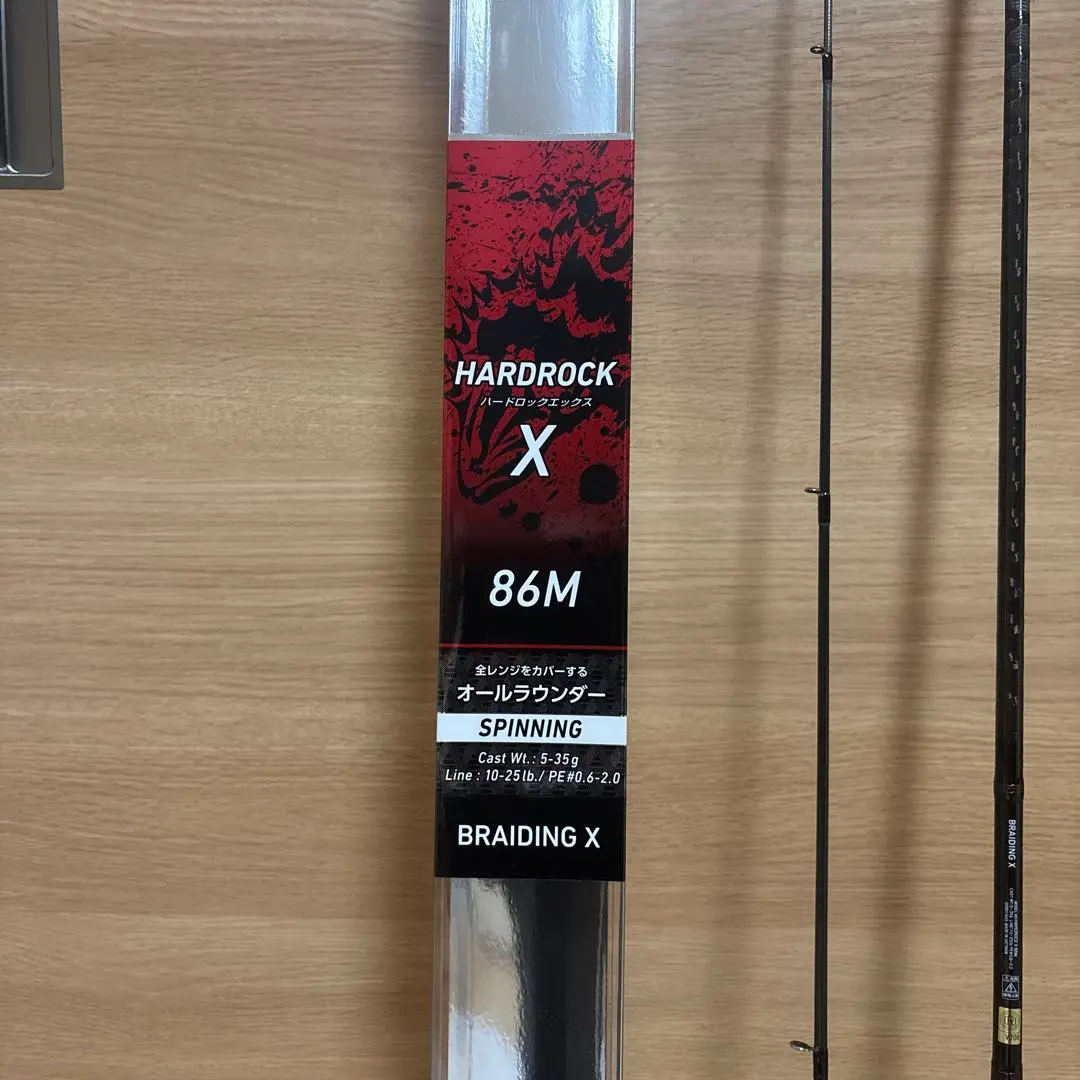 HARDROCK
ハードロックエックス
X
86M
全レンジをカバーする
オールラウンダー
SPINNING
Cast Wt.: 5-35g
Line : 10-25lb./ PE#0.6-2.0
BRAIDING X
BRAIDING X